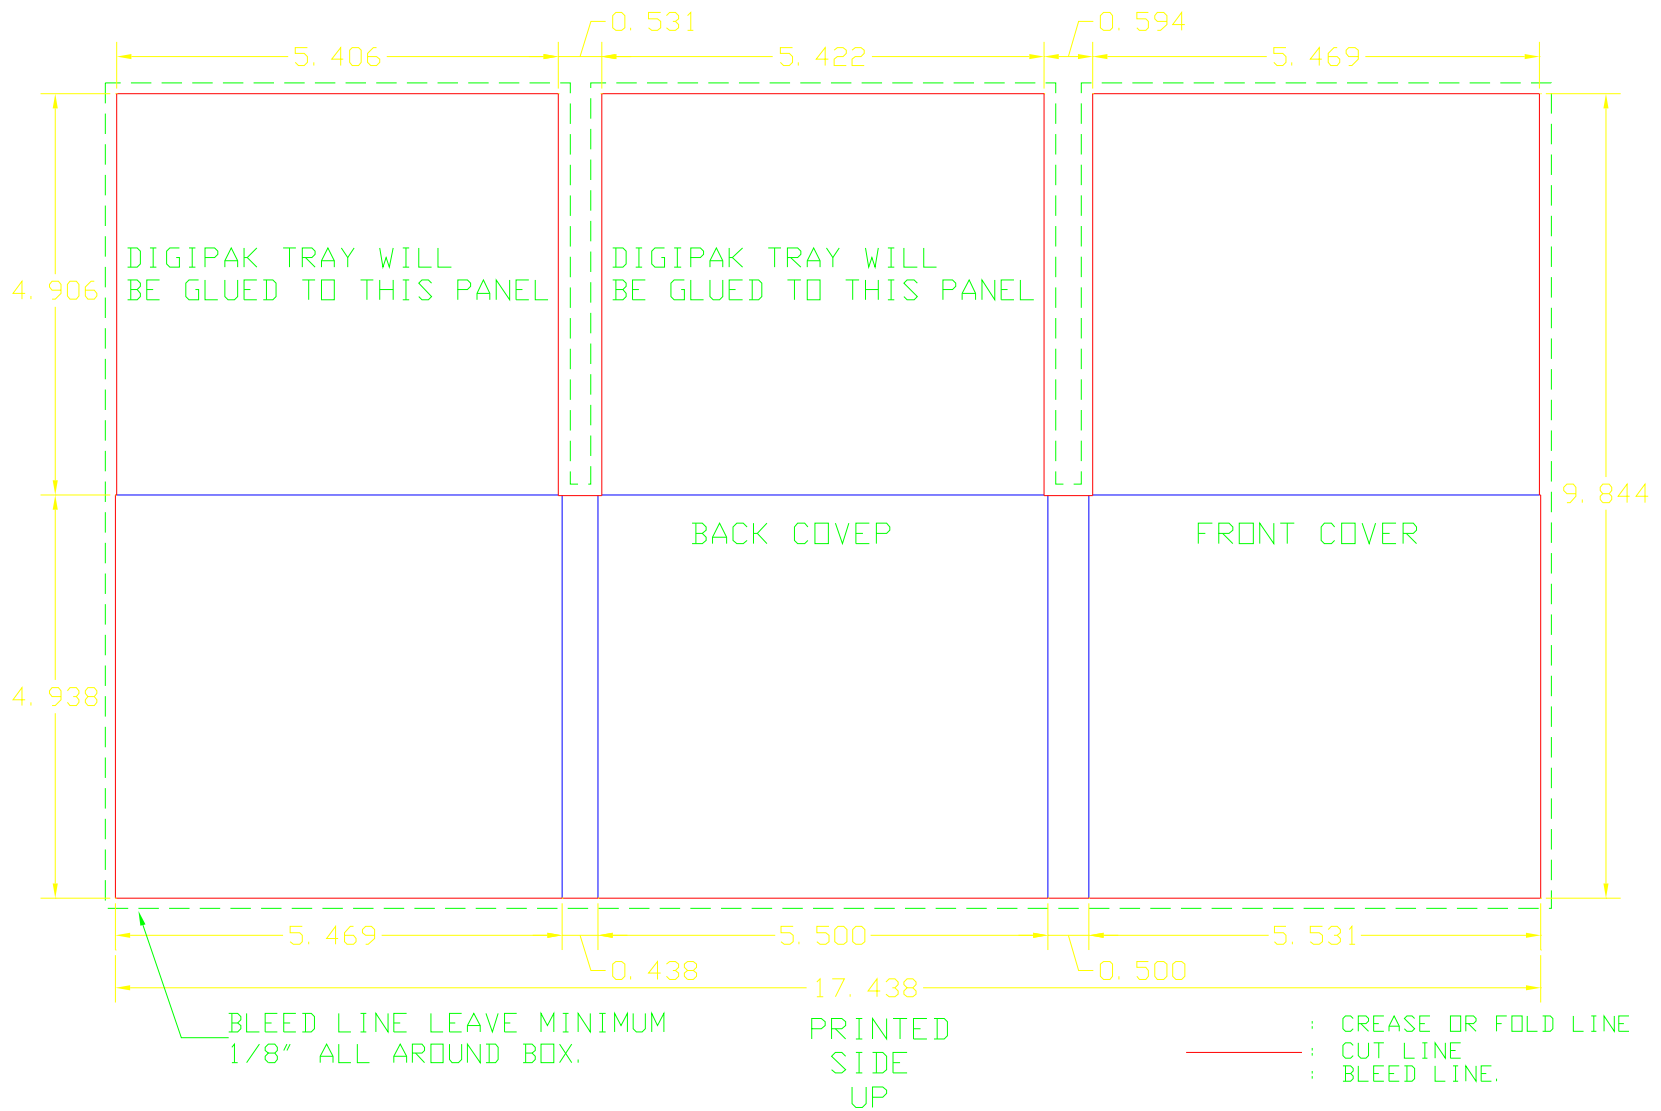 0.531
0.594
5.406
5.422
5.469
DIGIPAK TRAY WILL
BE GLUED TO THIS PANEL
DIGIPAK TRAY WILL
BE GLUED TO THIS PANEL
4.906
9.844
BACK COVEP
FRONT COVER
4.938
5.469
5.500
5.531
0.438
0.500
17.438
BLEED LINE LEAVE MINIMUM
1/8" ALL AROUND BOX.
PRINTED
SIDE
UP
: CREASE OR FOLD LINE
: CUT LINE
: BLEED LINE.